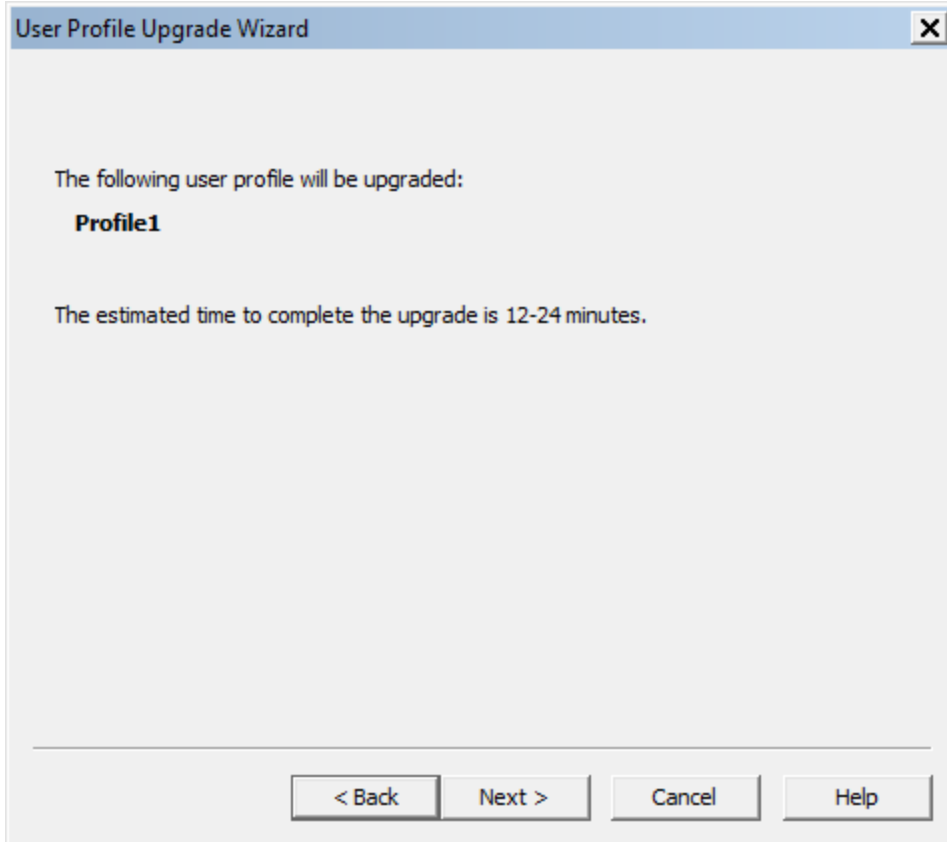 User Profile Upgrade Wizard
The following user profile will be upgraded:
Profile1
The estimated time to complete the upgrade is 12-24 minutes.
< Back Next > Cancel Help